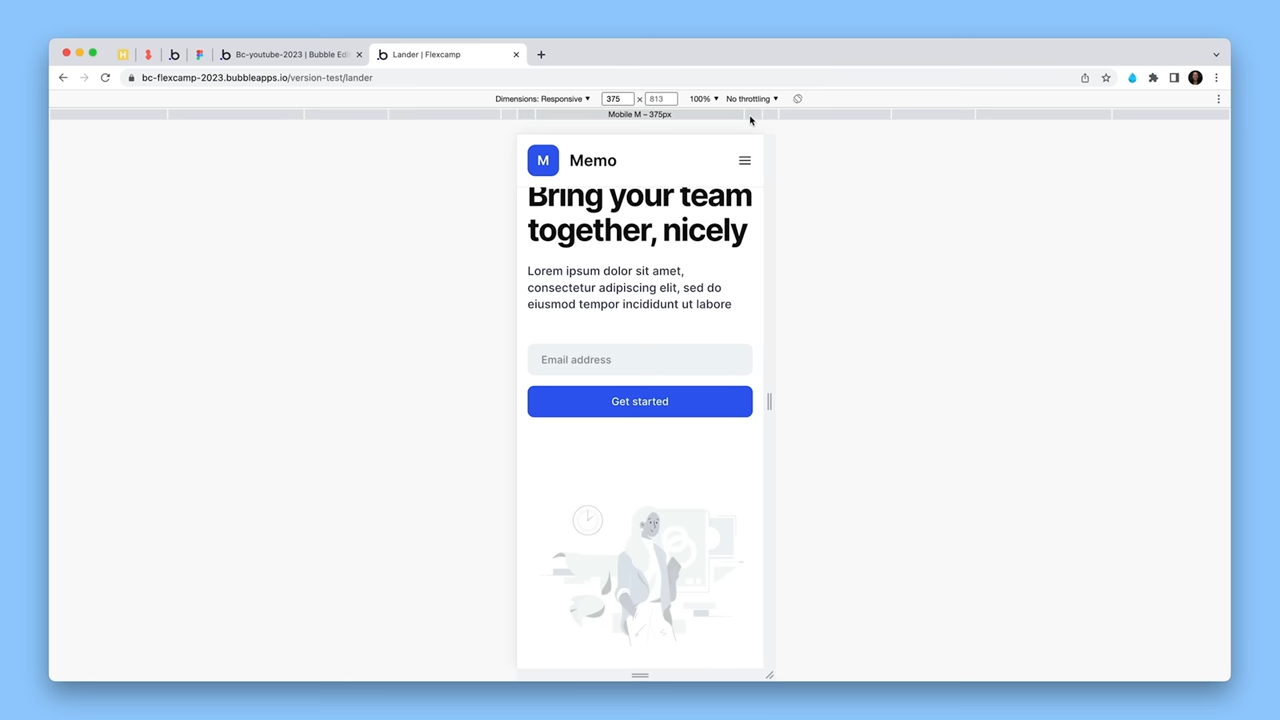 H
Bc-youtube-2023 | Bubble Edi
Lander | Flexcamp
bc-flexcamp-2023.bubbleapps.io/version-test/lander
Dimensions: Responsive
375 × 813
100%
No throttling
Mobile M – 375px
M
Memo
Bring your team
together, nicely
Lorem ipsum dolor sit amet,
consectetur adipiscing elit, sed do
eiusmod tempor incididunt ut labore
Email address
Get started